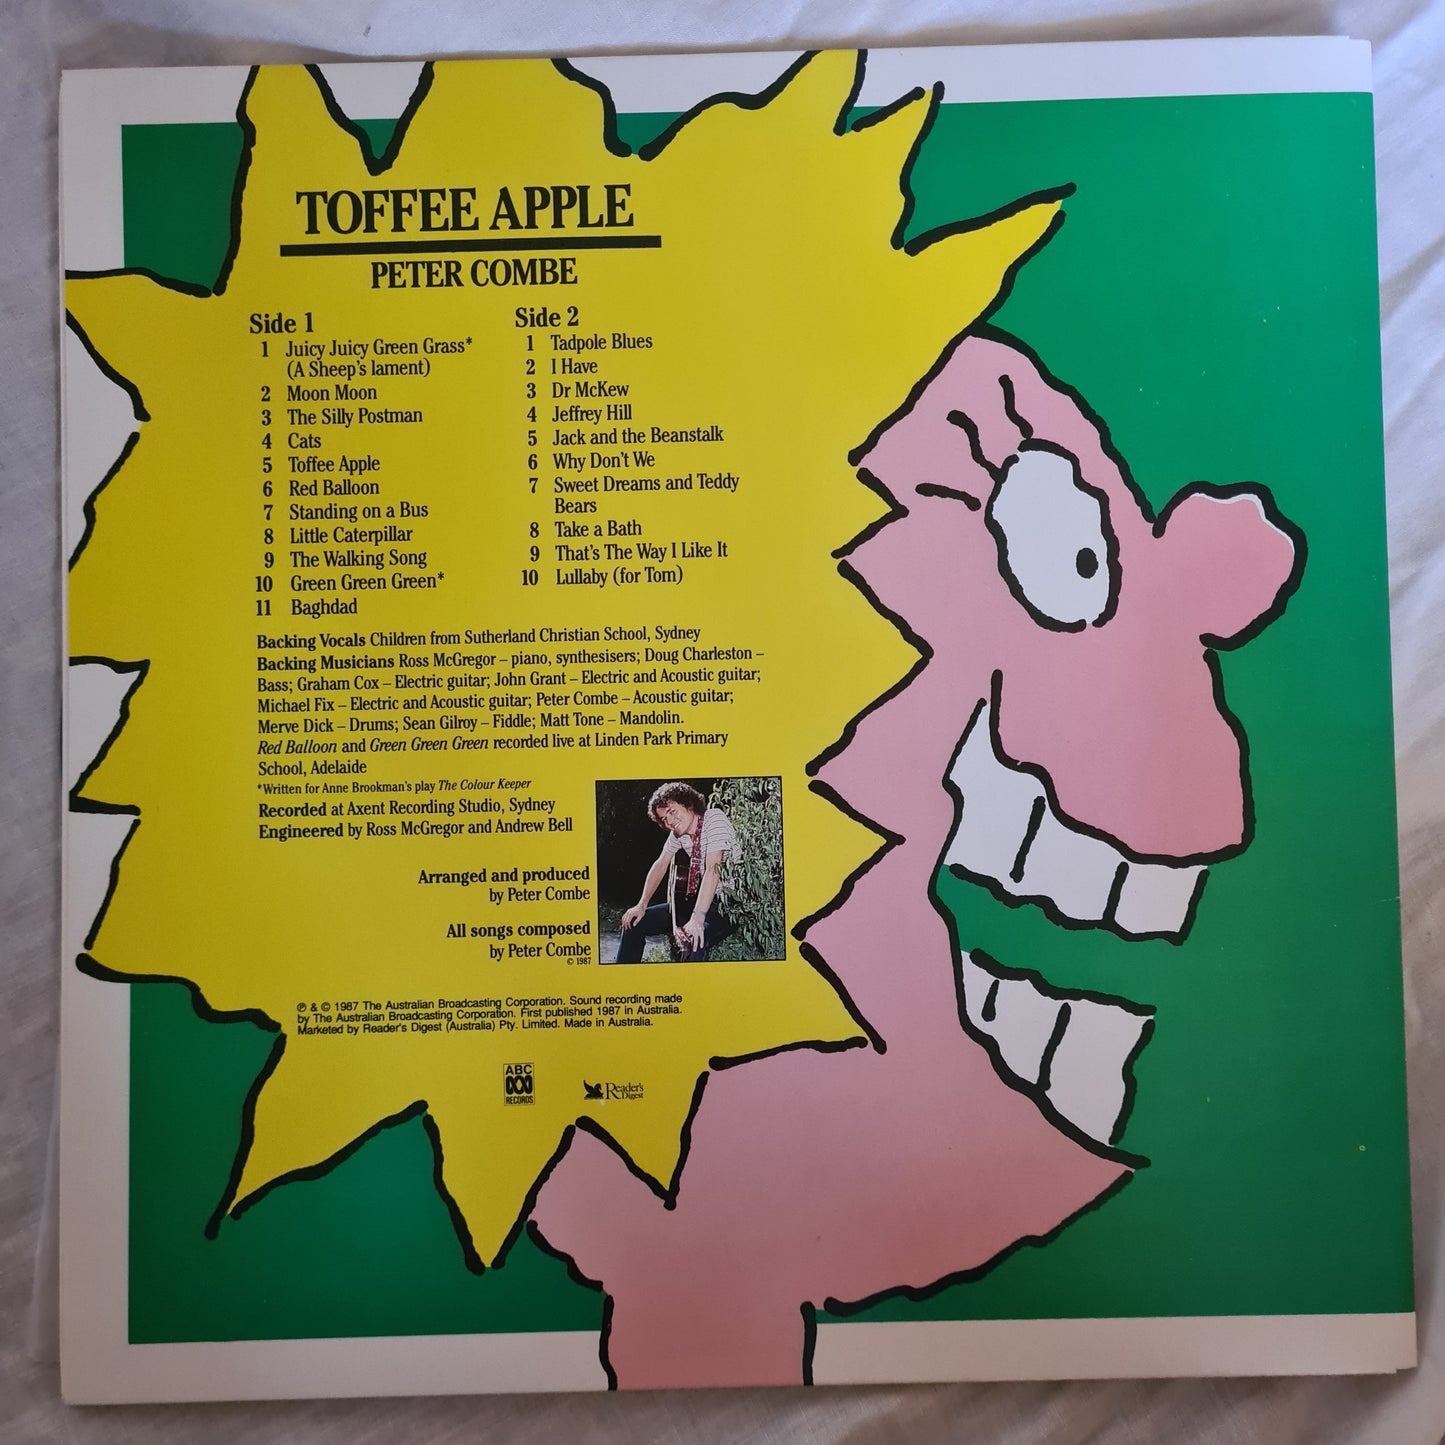 TOFFEE APPLE
PETER COMBE
Side 1
1 Juicy Juicy Green Grass*
(A Sheep's lament)
2 Moon Moon
3 The Silly Postman
4 Cats
5 Toffee Apple
6 Red Balloon
7 Standing on a Bus
8 Little Caterpillar
9 The Walking Song
10 Green Green Green*
11 Baghdad
Side 2
1 Tadpole Blues
2 I Have
3 Dr McKew
4 Jeffrey Hill
5 Jack and the Beanstalk
6 Why Don't We
7 Sweet Dreams and Teddy
Bears
8 Take a Bath
9 That's The Way I Like It
10 Lullaby (for Tom)
Backing Vocals Children from Sutherland Christian School, Sydney
Backing Musicians Ross McGregor – piano, synthesisers; Doug Charleston –
Bass; Graham Cox – Electric guitar; John Grant – Electric and Acoustic guitar;
Michael Fix – Electric and Acoustic guitar; Peter Combe – Acoustic guitar;
Merve Dick – Drums; Sean Gilroy – Fiddle; Matt Tone – Mandolin.
Red Balloon and Green Green Green recorded live at Linden Park Primary
School, Adelaide
*Written for Anne Brookman's play The Colour Keeper
Recorded at Axent Recording Studio, Sydney
Engineered by Ross McGregor and Andrew Bell
Arranged and produced
by Peter Combe
All songs composed
by Peter Combe
© 1987
℗ & © 1987 The Australian Broadcasting Corporation. Sound recording made
by The Australian Broadcasting Corporation. First published 1987 in Australia.
Marketed by Reader's Digest (Australia) Pty. Limited. Made in Australia.
ABC
RECORDS
Reader's
Digest